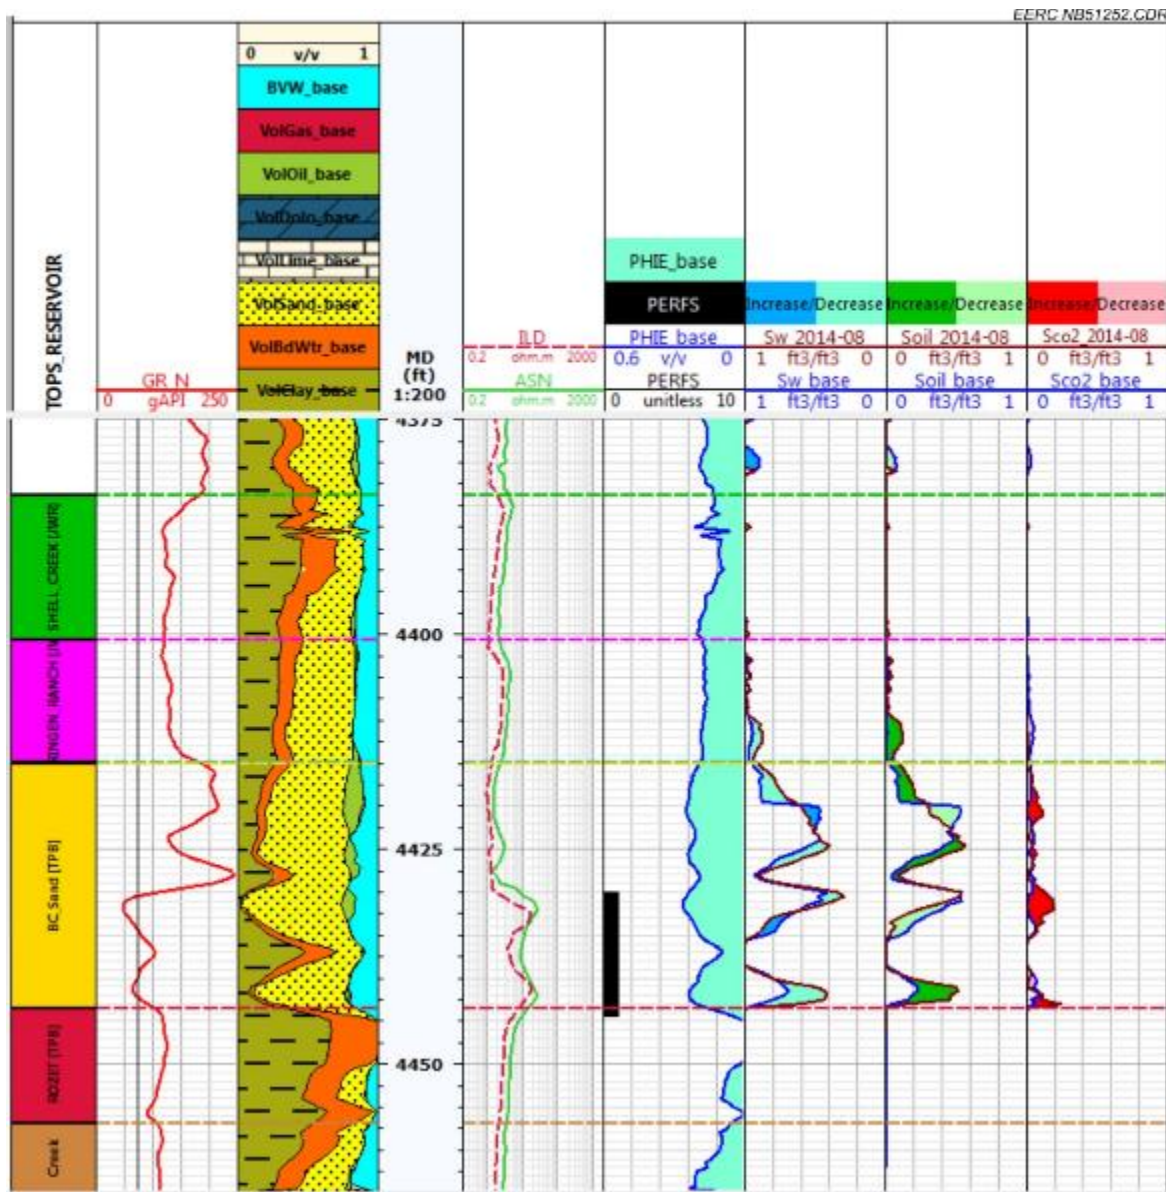 EERC NB51252.CDR
TOPS_RESERVOIR
GR_N
0 gAPI 250
0 v/v 1
BVW_base
VolGas_base
VolOil_base
VolDolo_base
VolLime_base
VolSand_base
VolBdWtr_base
VolClay_base
MD
(ft)
1:200
ILD
0.2 ohm.m 2000
ASN
0.2 ohm.m 2000
PHIE_base
PERFS
PHIE_base
0.6 v/v 0
PERFS
0 unitless 10
Increase/Decrease
Sw_2014-08
1 ft3/ft3 0
Sw_base
1 ft3/ft3 0
Increase/Decrease
Soil_2014-08
0 ft3/ft3 1
Soil_base
0 ft3/ft3 1
Increase/Decrease
Sco2_2014-08
0 ft3/ft3 1
Sco2_base
0 ft3/ft3 1
4375
4400
4425
4450
SHELL_CREEK
RANCH
BC Sand [TPB]
ROZET [TPB]
Creek